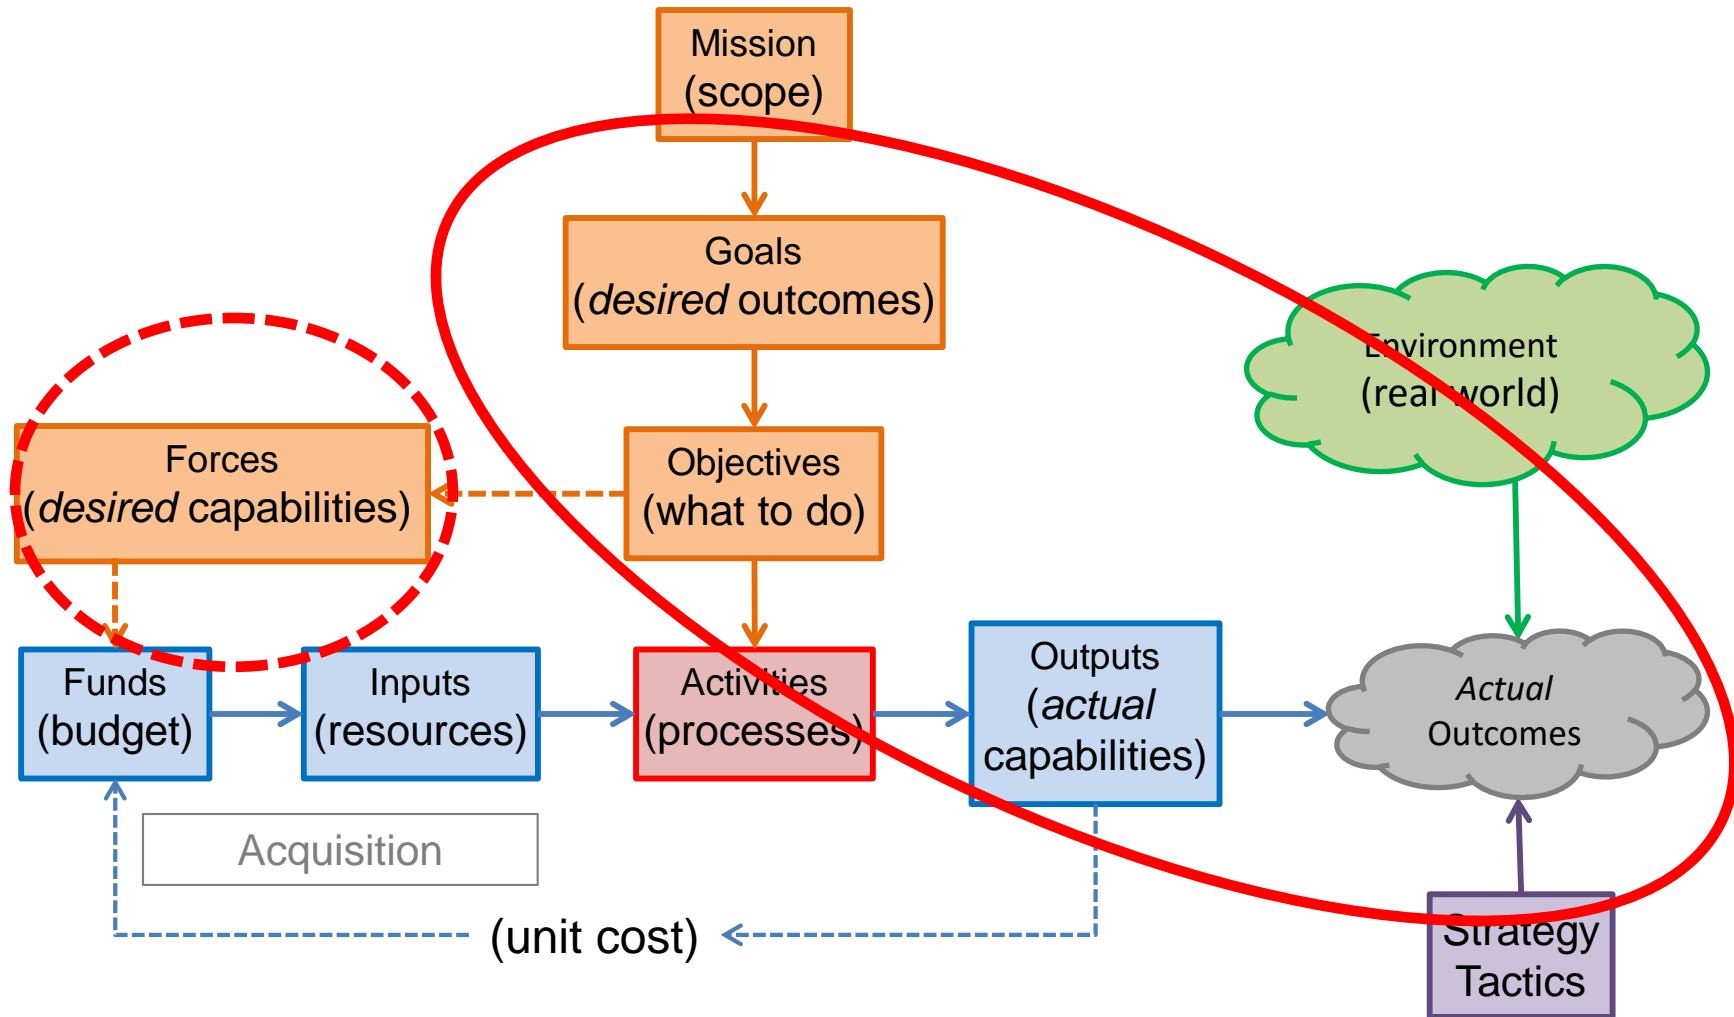 Mission
(scope)
Goals
(desired outcomes)
Environment
(real world)
Forces
(desired capabilities)
Objectives
(what to do)
Funds
(budget)
Inputs
(resources)
Activities
(processes)
Outputs
(actual
capabilities)
Actual
Outcomes
Acquisition
(unit cost)
Strategy
Tactics